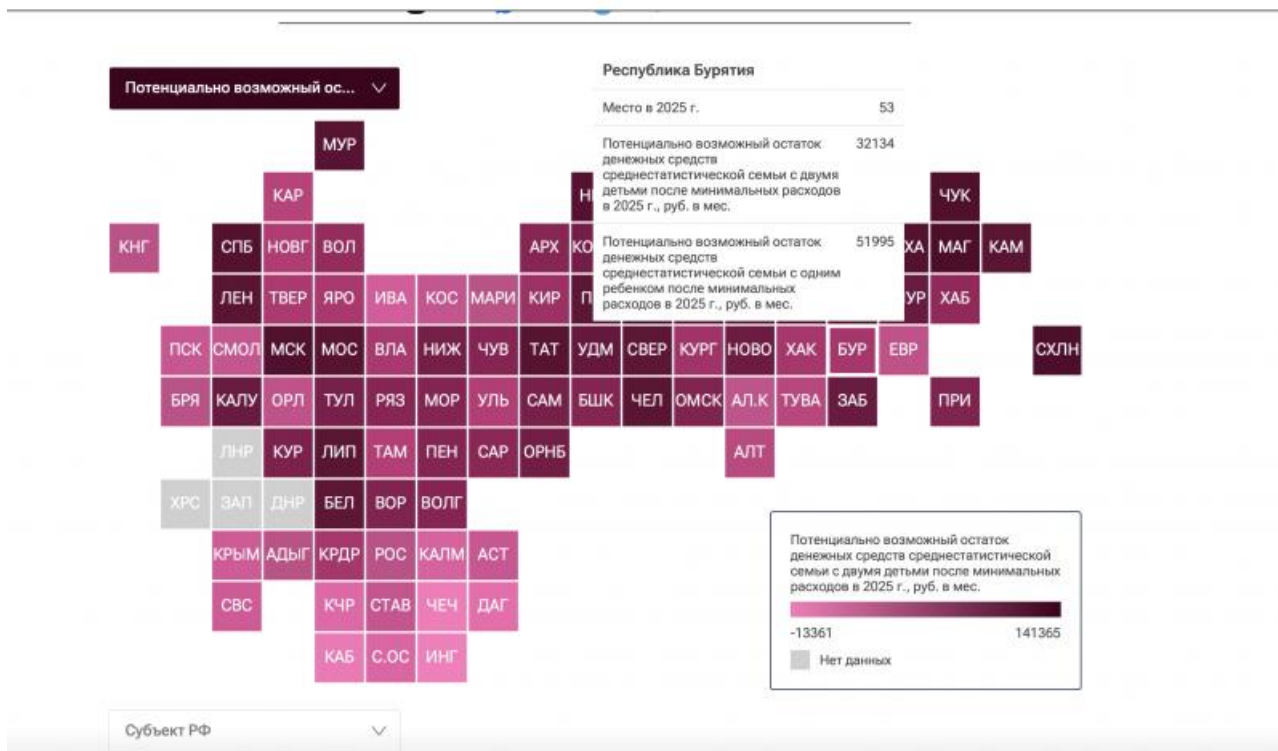 Потенциально возможный ос...
Республика Бурятия
Место в 2025 г. 53
Потенциально возможный остаток 32134
денежных средств
среднестатистической семьи с двумя
детьми после минимальных расходов
в 2025 г., руб. в мес.
Потенциально возможный остаток 51995
денежных средств
среднестатистической семьи с одним
ребенком после минимальных
расходов в 2025 г., руб. в мес.
МУР
КАР ЧУК
КНГ СПБ НОВГ ВОЛ АРХ КО ХА МАГ КАМ
ЛЕН ТВЕР ЯРО ИВА КОС МАРИ КИР УР ХАБ
ПСК СМОЛ МСК МОС ВЛА НИЖ ЧУВ ТАТ УДМ СВЕР КУРГ НОВО ХАК БУР ЕВР СХЛН
БРЯ КАЛУ ОРЛ ТУЛ РЯЗ МОР УЛЬ САМ БШК ЧЕЛ ОМСК АЛ.К ТУВА ЗАБ ПРИ
ЛНР КУР ЛИП ТАМ ПЕН САР ОРНБ АЛТ
ХРС ЗАП ДНР БЕЛ ВОР ВОЛГ
КРЫМ АДЫГ КРДР РОС КАЛМ АСТ
СВС КЧР СТАВ ЧЕЧ ДАГ
КАБ С.ОС ИНГ
Потенциально возможный остаток
денежных средств среднестатистической
семьи с двумя детьми после минимальных
расходов в 2025 г., руб. в мес.
-13361 141365
Нет данных
Субъект РФ